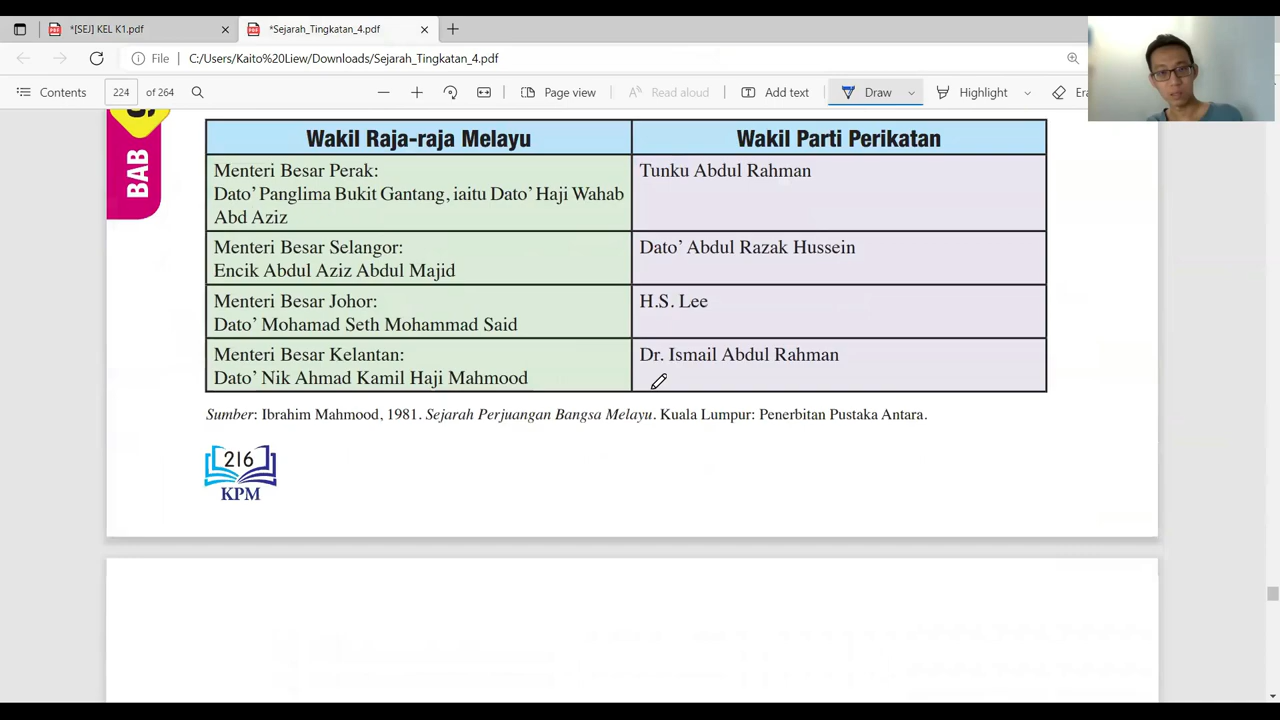 *[SEJ] KEL K1.pdf
*Sejarah_Tingkatan_4.pdf
File
C:/Users/Kaito%20Liew/Downloads/Sejarah_Tingkatan_4.pdf
Contents
224 of 264
Page view
Read aloud
Add text
Draw
Highlight
BAB
Wakil Raja-raja Melayu
Wakil Parti Perikatan
Menteri Besar Perak:
Dato’ Panglima Bukit Gantang, iaitu Dato’ Haji Wahab
Abd Aziz
Tunku Abdul Rahman
Menteri Besar Selangor:
Encik Abdul Aziz Abdul Majid
Dato’ Abdul Razak Hussein
Menteri Besar Johor:
Dato’ Mohamad Seth Mohammad Said
H.S. Lee
Menteri Besar Kelantan:
Dato’ Nik Ahmad Kamil Haji Mahmood
Dr. Ismail Abdul Rahman
Sumber: Ibrahim Mahmood, 1981. Sejarah Perjuangan Bangsa Melayu. Kuala Lumpur: Penerbitan Pustaka Antara.
216
KPM